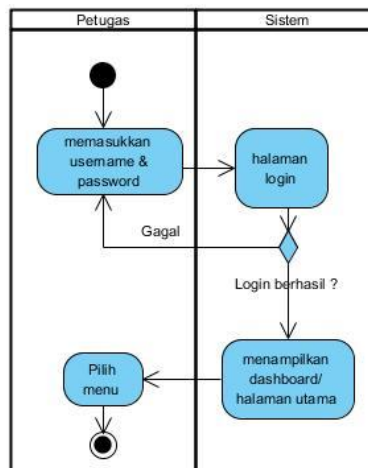 Petugas
Sistem
memasukkan
username &
password
halaman
login
Gagal
Login berhasil ?
menampilkan
dashboard/
halaman utama
Pilih
menu